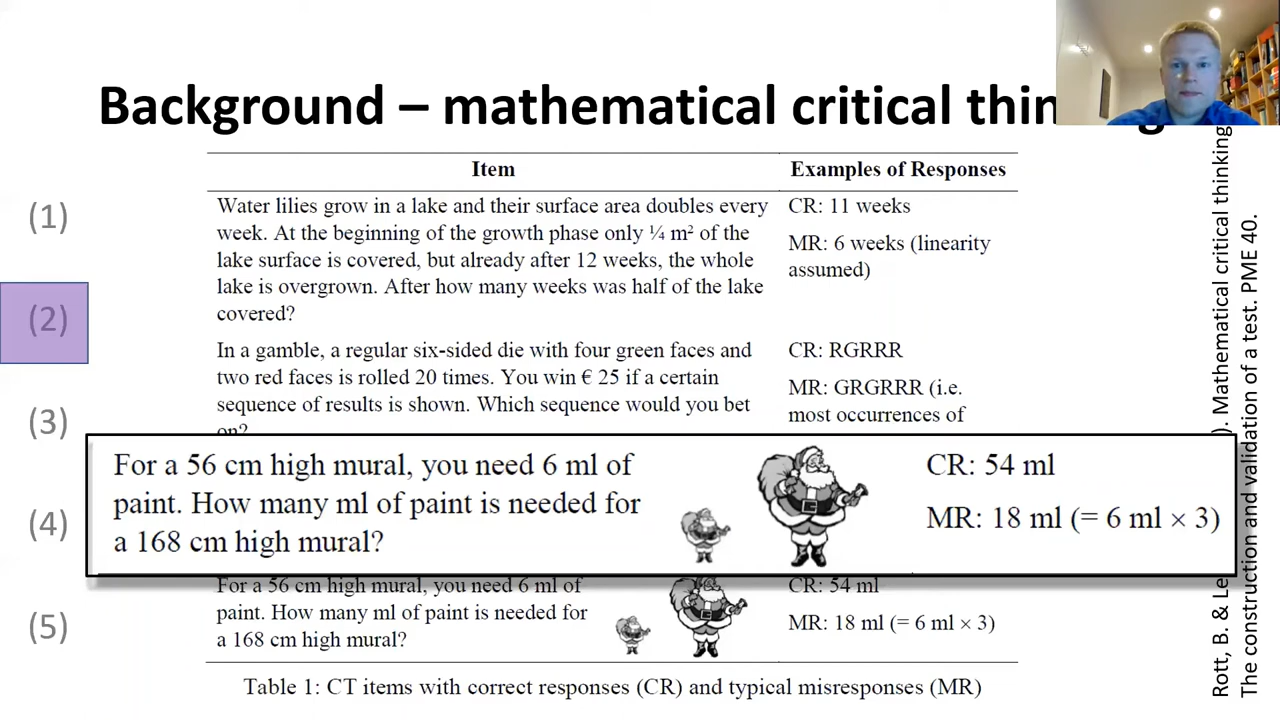 Background – mathematical critical thin
Item
Examples of Responses
(1)
Water lilies grow in a lake and their surface area doubles every
week. At the beginning of the growth phase only ¼ m² of the
lake surface is covered, but already after 12 weeks, the whole
lake is overgrown. After how many weeks was half of the lake
covered?
CR: 11 weeks
MR: 6 weeks (linearity
assumed)
(2)
In a gamble, a regular six-sided die with four green faces and
two red faces is rolled 20 times. You win € 25 if a certain
sequence of results is shown. Which sequence would you bet
on?
CR: RGRRR
MR: GRGRRR (i.e.
most occurrences of
(3)
For a 56 cm high mural, you need 6 ml of
paint. How many ml of paint is needed for
a 168 cm high mural?
CR: 54 ml
MR: 18 ml (= 6 ml × 3)
(4)
For a 56 cm high mural, you need 6 ml of
paint. How many ml of paint is needed for
a 168 cm high mural?
CR: 54 ml
MR: 18 ml (= 6 ml × 3)
(5)
Table 1: CT items with correct responses (CR) and typical misresponses (MR)
Rott, B. & Le ). Mathematical critical thinking
The construction and validation of a test. PME 40.